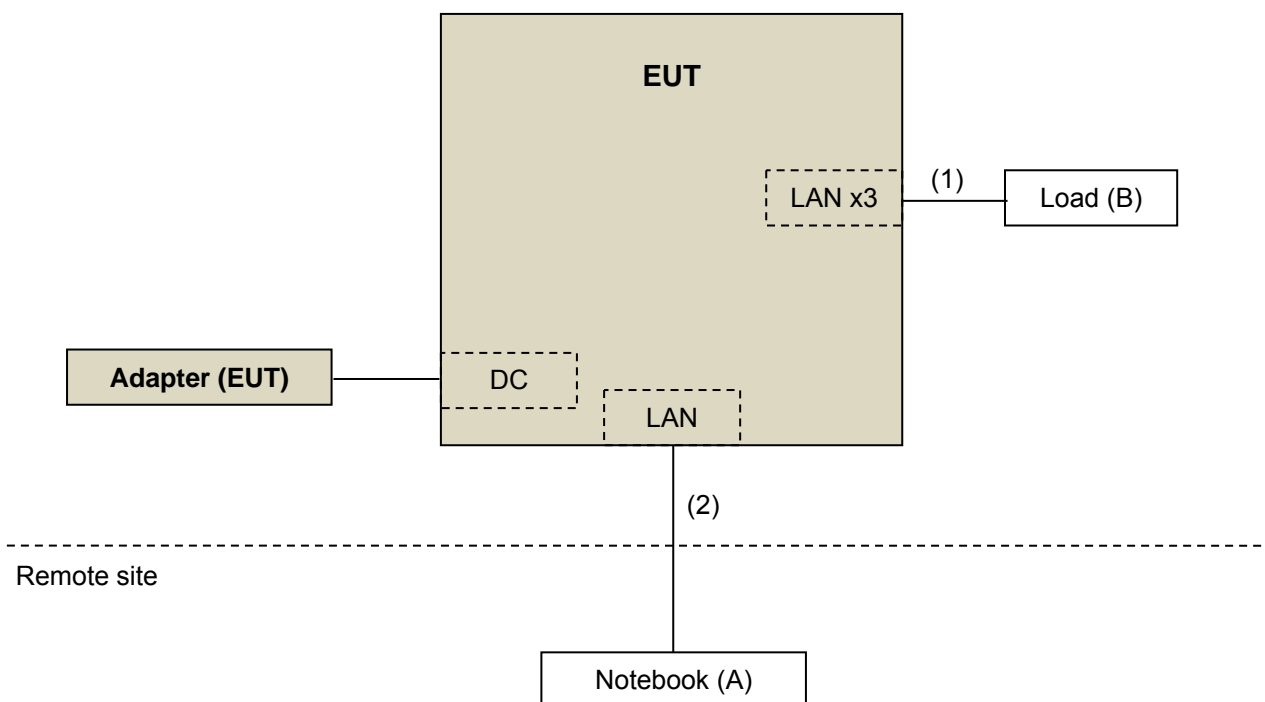 EUT
LAN x3
(1)
Load (B)
Adapter (EUT)
DC
LAN
(2)
Remote site
Notebook (A)